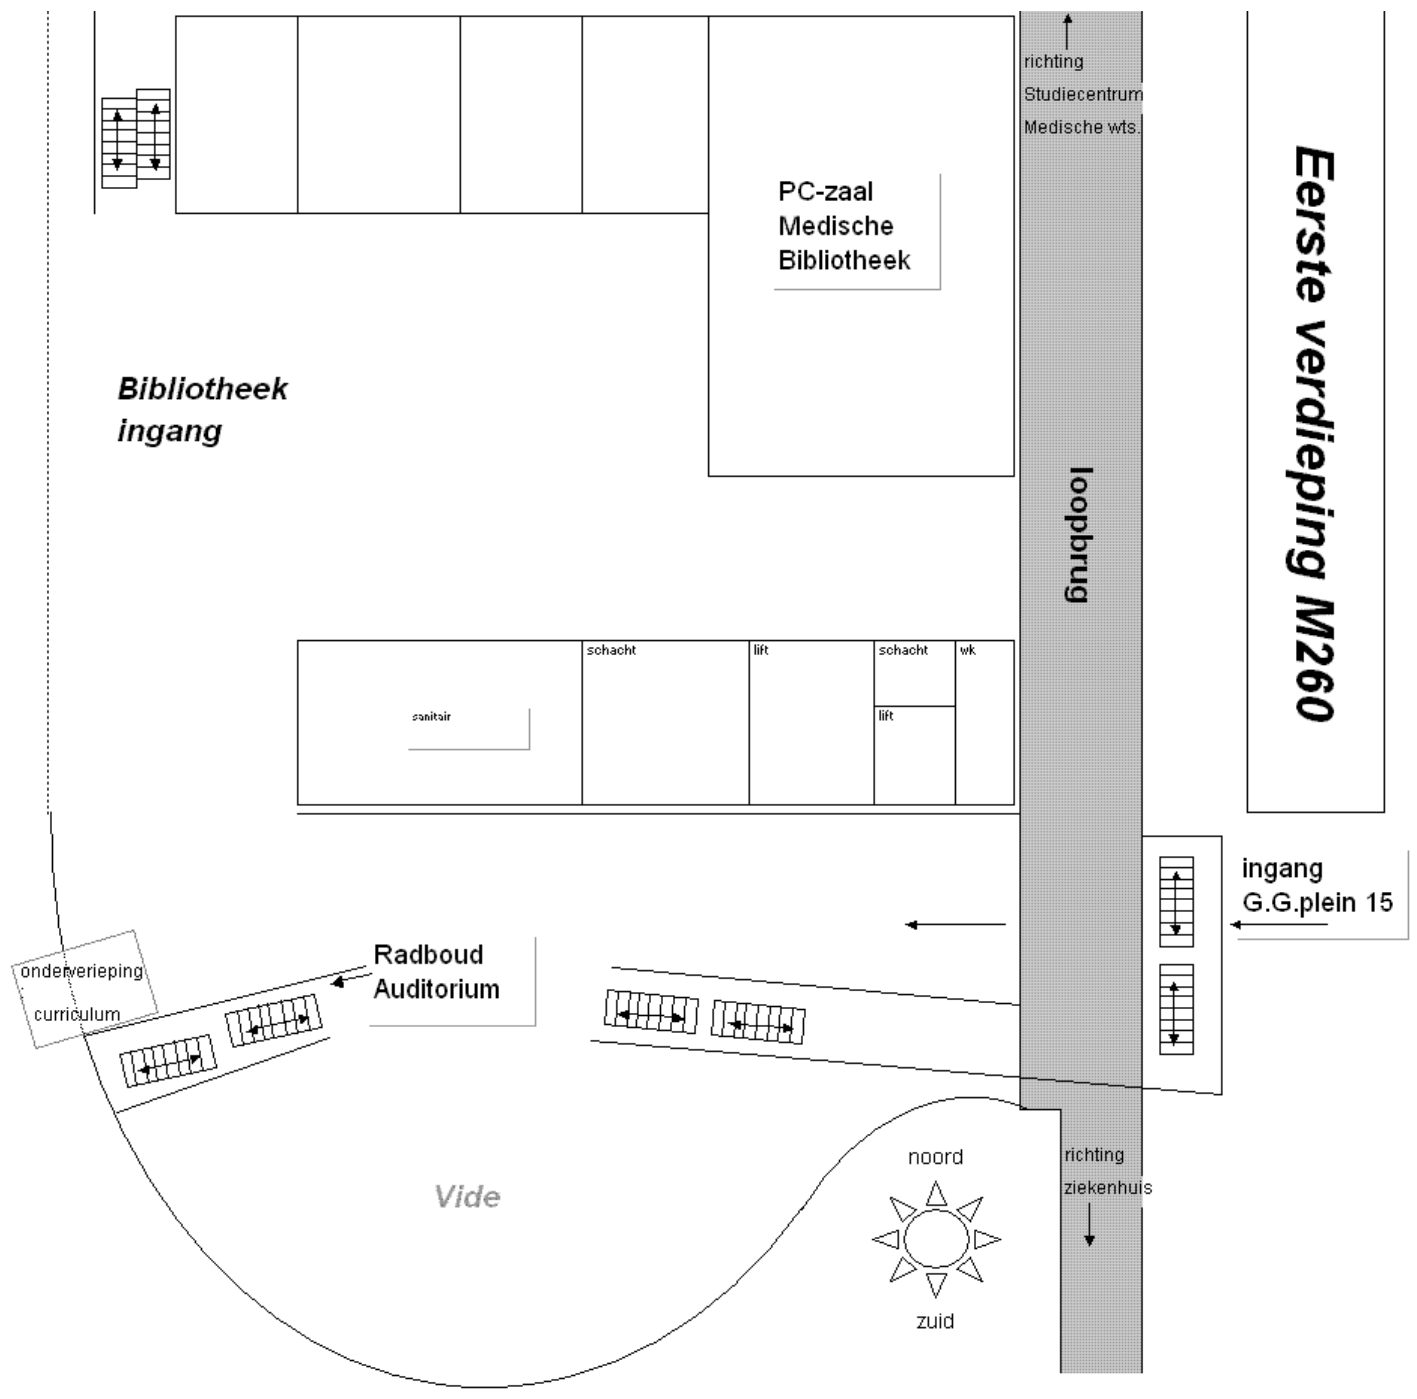 richting
Studiecentrum
Medische wts.
PC-zaal
Medische
Bibliotheek
Eerste verdieping M260
Bibliotheek
ingang
loopbrug
schacht
lift
schacht
wk
sanitair
lift
ingang
G.G.plein 15
Radboud
Auditorium
onderverieping
curriculum
noord
richting
ziekenhuis
Vide
zuid